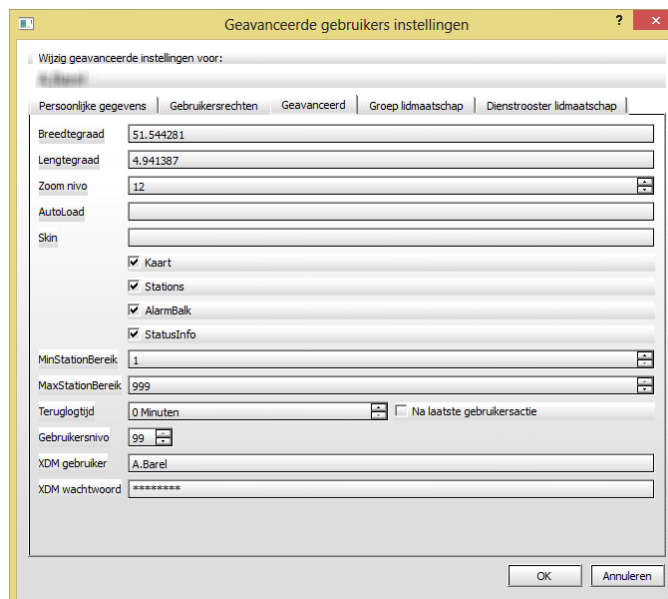 Geavanceerde gebruikers instellingen
? ×
Wijzig geavanceerde instellingen voor:
Persoonlijke gegevens Gebruikersrechten Geavanceerd Groep lidmaatschap Dienstrooster lidmaatschap
Breedtegraad 51.544281
Lengtegraad 4.941387
Zoom nivo 12
AutoLoad
Skin
Kaart
Stations
AlarmBalk
StatusInfo
MinStationBereik 1
MaxStationBereik 999
Teruglogtijd 0 Minuten Na laatste gebruikersactie
Gebruikersnivo 99
XDM gebruiker A.Barel
XDM wachtwoord ********
OK Annuleren